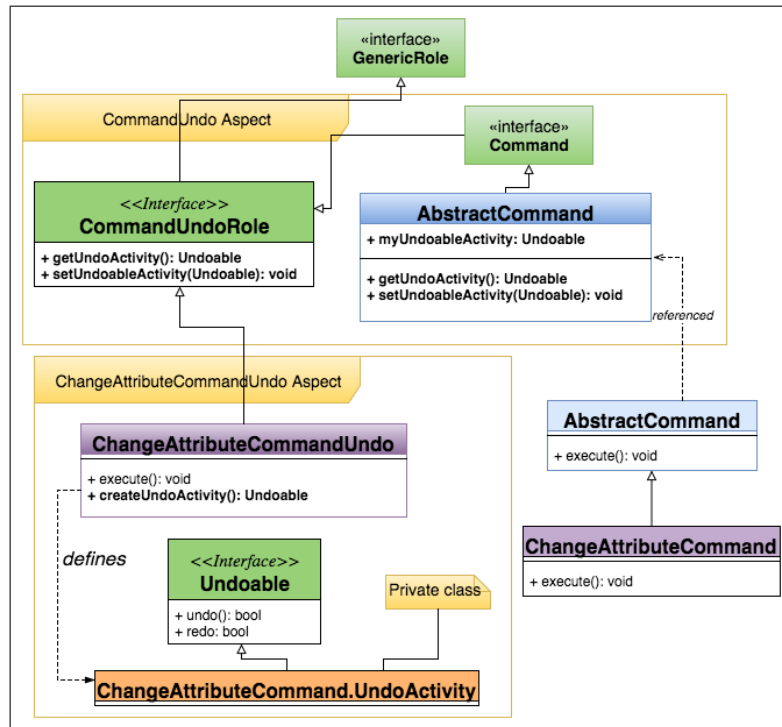 «interface»
GenericRole
CommandUndo Aspect
«interface»
Command
<<Interface>>
CommandUndoRole
+ getUndoActivity(): Undoable
+ setUndoableActivity(Undoable): void
AbstractCommand
+ myUndoableActivity: Undoable
+ getUndoActivity(): Undoable
+ setUndoableActivity(Undoable): void
referenced
ChangeAttributeCommandUndo Aspect
AbstractCommand
+ execute(): void
ChangeAttributeCommandUndo
+ execute(): void
+ createUndoActivity(): Undoable
ChangeAttributeCommand
+ execute(): void
defines
<<Interface>>
Undoable
+ undo(): bool
+ redo: bool
Private class
ChangeAttributeCommand.UndoActivity